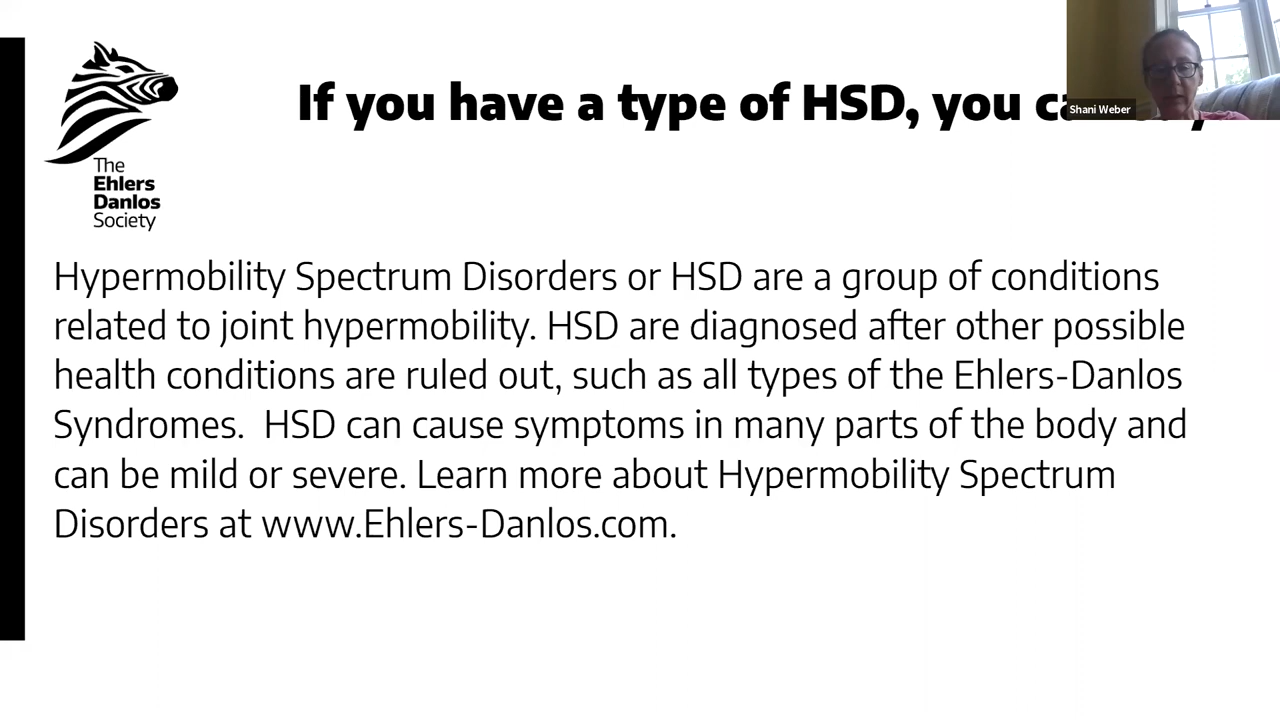 If you have a type of HSD, you
Shani Weber
The
Ehlers
Danlos
Society
Hypermobility Spectrum Disorders or HSD are a group of conditions
related to joint hypermobility. HSD are diagnosed after other possible
health conditions are ruled out, such as all types of the Ehlers-Danlos
Syndromes.  HSD can cause symptoms in many parts of the body and
can be mild or severe. Learn more about Hypermobility Spectrum
Disorders at www.Ehlers-Danlos.com.